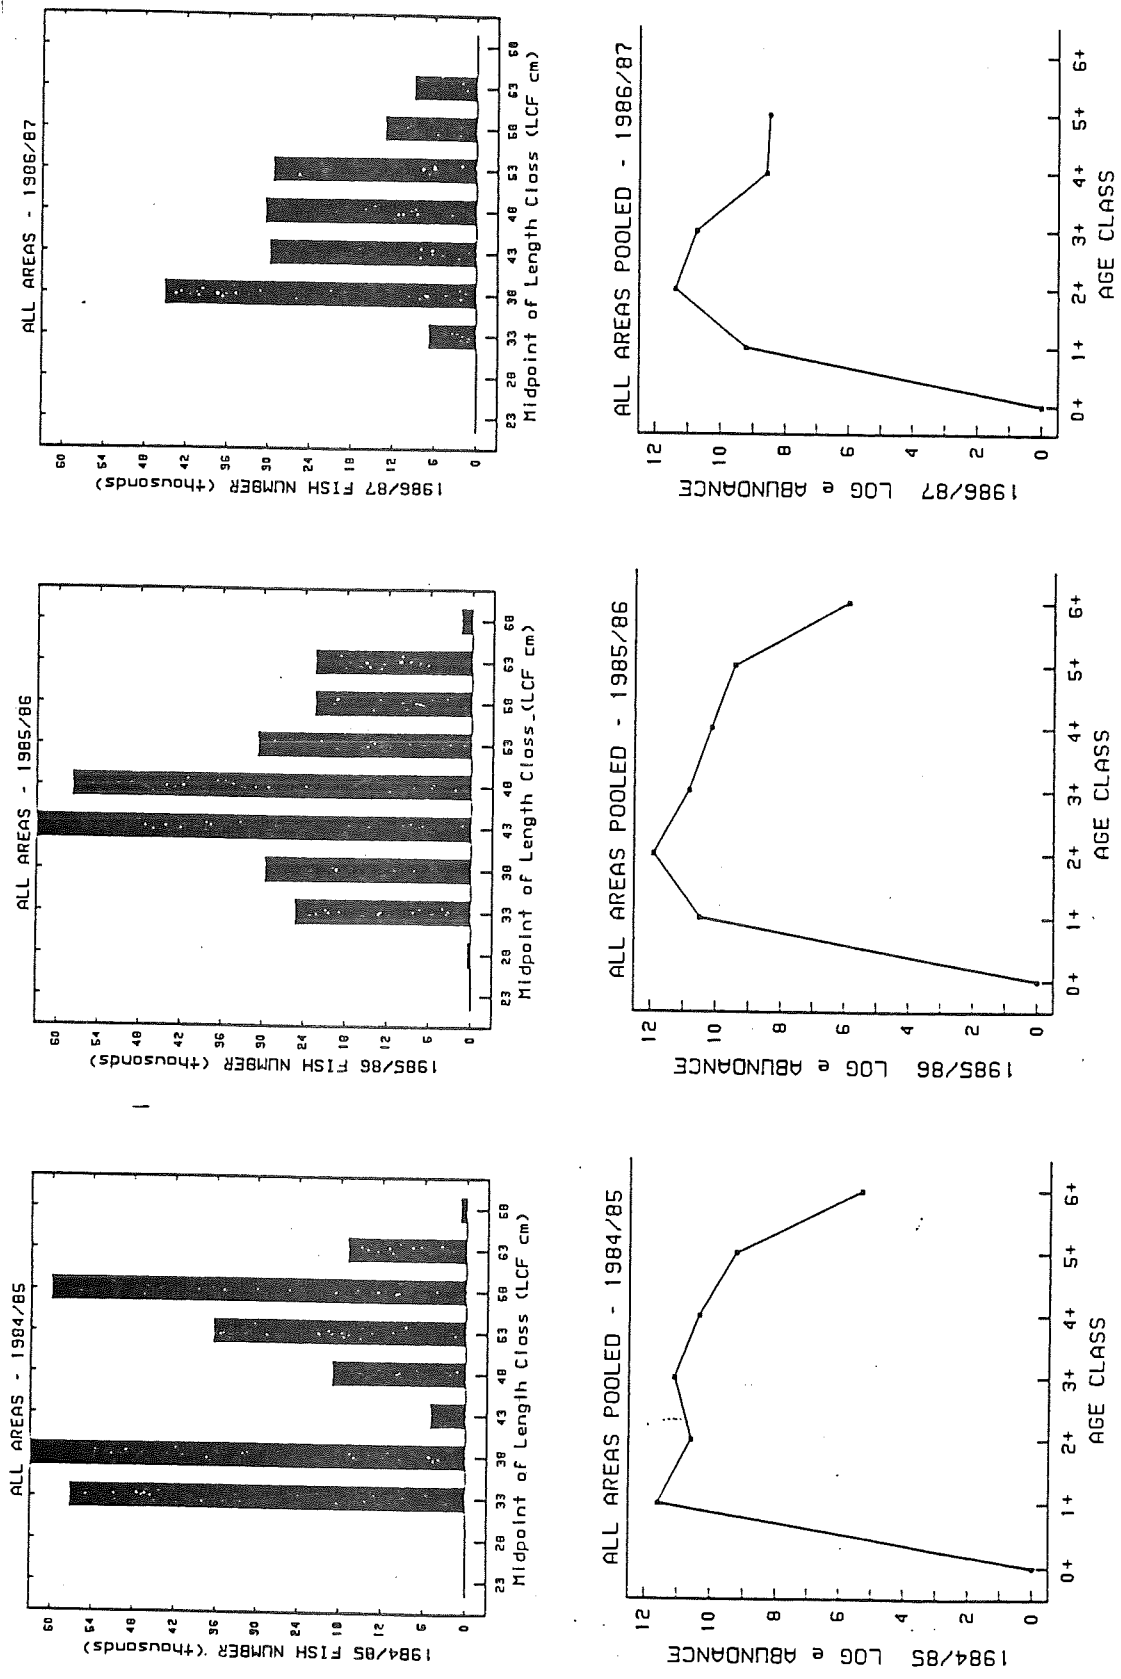 ALL AREAS - 1984/85
1984/85 FISH NUMBER (thousands)
60
54
48
42
36
30
24
18
12
6
0
23 28 33 38 43 48 53 58 63 68
Midpoint of Length Class (LCF cm)
ALL AREAS - 1985/86
1985/86 FISH NUMBER (thousands)
60
54
48
42
36
30
24
18
12
6
0
23 28 33 38 43 48 53 58 63 68
Midpoint of Length Class (LCF cm)
ALL AREAS - 1986/87
1986/87 FISH NUMBER (thousands)
60
54
48
42
36
30
24
18
12
6
0
23 28 33 38 43 48 53 58 63 68
Midpoint of Length Class (LCF cm)
ALL AREAS POOLED - 1984/85
1984/85 LOG e ABUNDANCE
12
10
8
6
4
2
0
0+ 1+ 2+ 3+ 4+ 5+ 6+
AGE CLASS
ALL AREAS POOLED - 1985/86
1985/86 LOG e ABUNDANCE
12
10
8
6
4
2
0
0+ 1+ 2+ 3+ 4+ 5+ 6+
AGE CLASS
ALL AREAS POOLED - 1986/87
1986/87 LOG e ABUNDANCE
12
10
8
6
4
2
0
0+ 1+ 2+ 3+ 4+ 5+ 6+
AGE CLASS